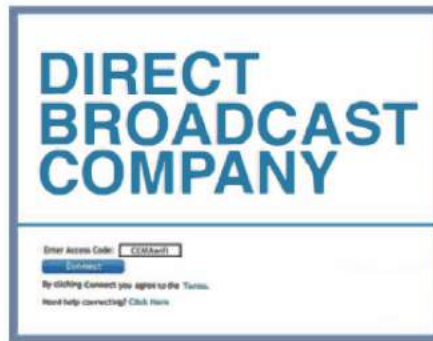 DIRECT
BROADCAST
COMPANY
Enter Access Code: CCMAwifi
Connect
By clicking Connect you agree to the Terms.
Need help connecting? Click Here